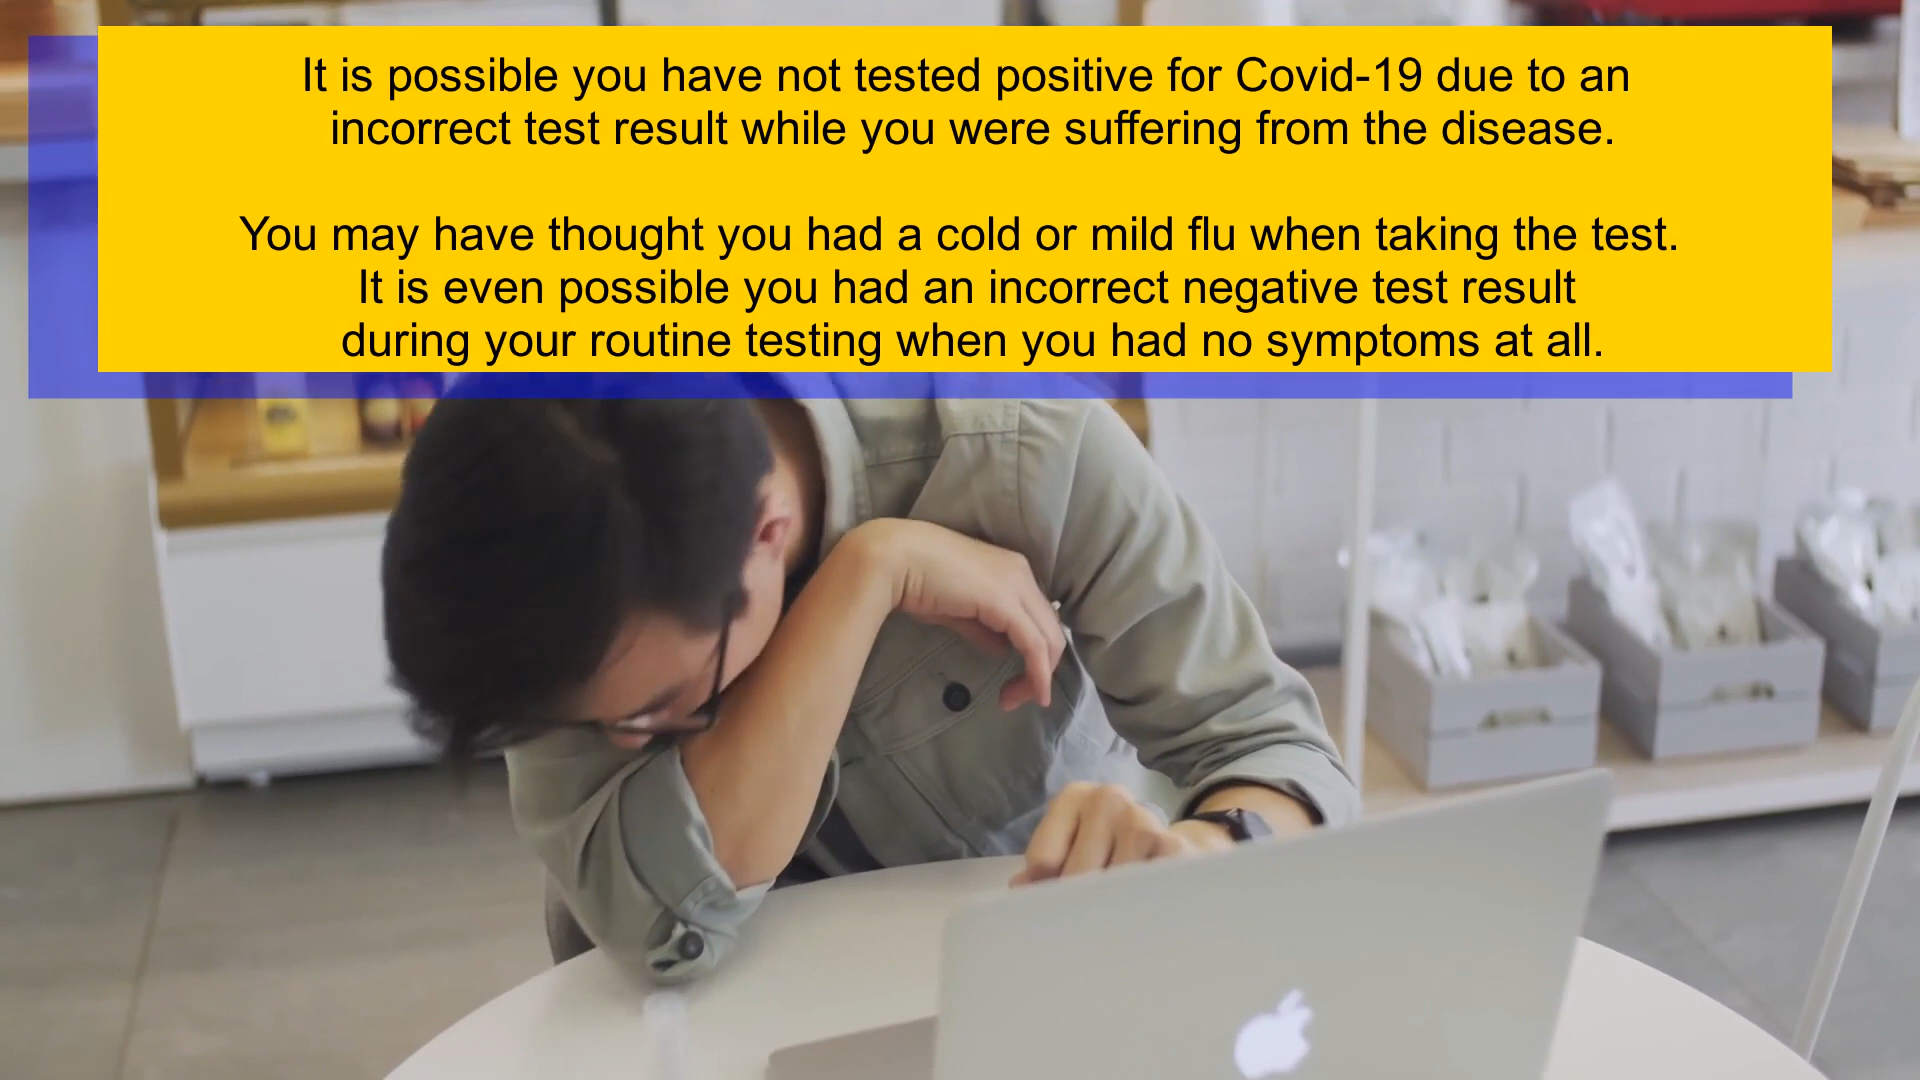 It is possible you have not tested positive for Covid-19 due to an
incorrect test result while you were suffering from the disease.
You may have thought you had a cold or mild flu when taking the test.
It is even possible you had an incorrect negative test result
during your routine testing when you had no symptoms at all.